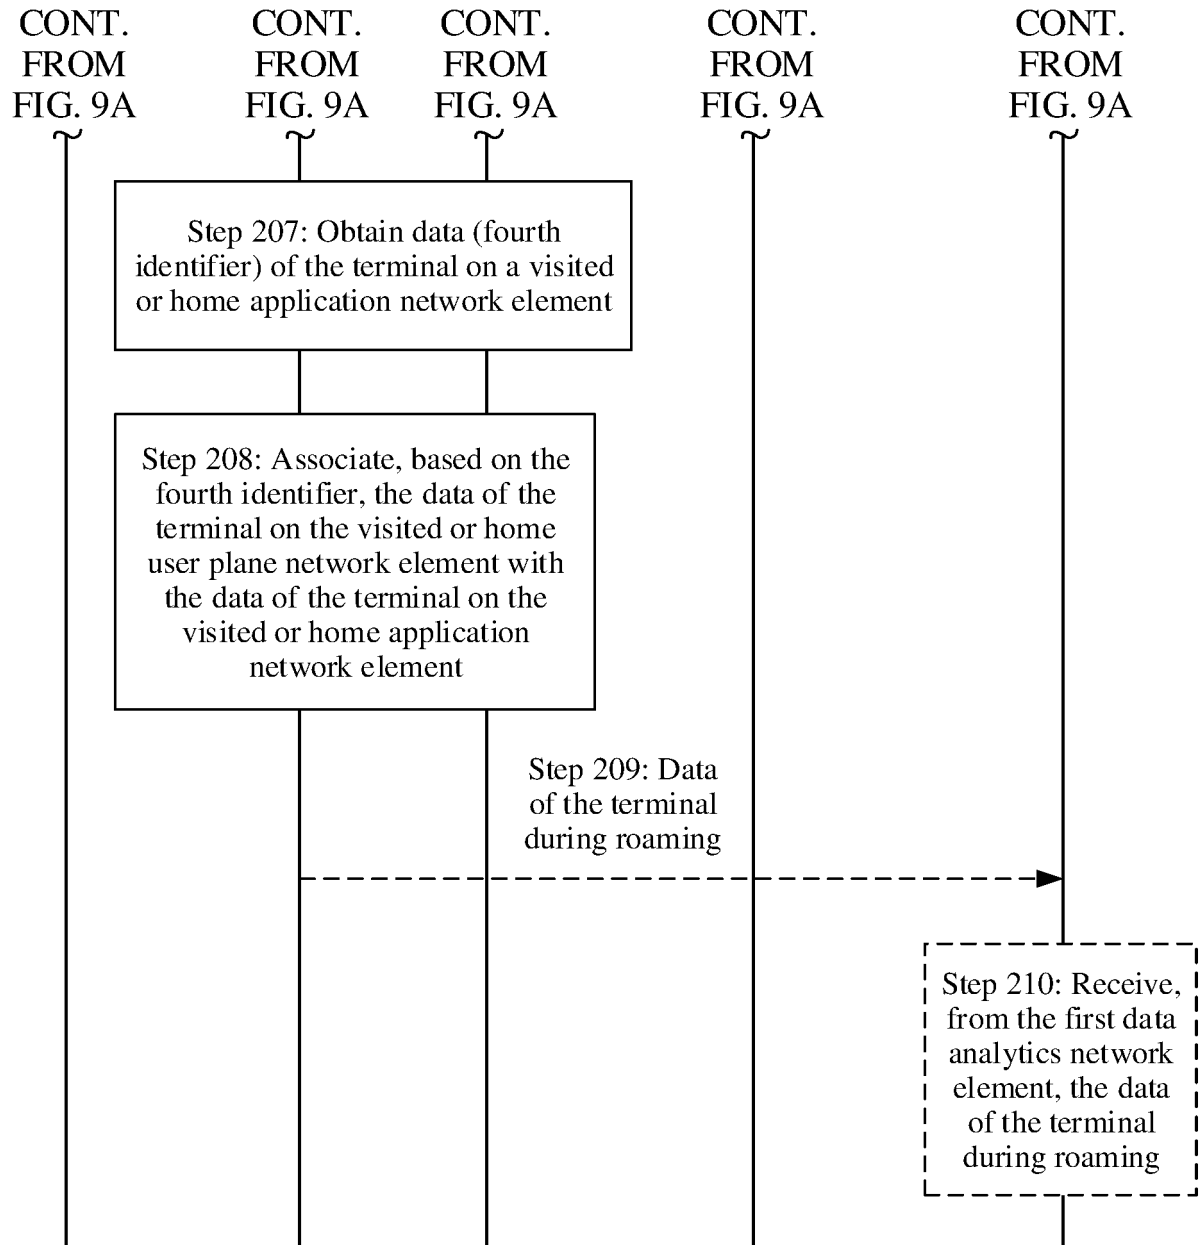 CONT.
FROM
FIG. 9A
CONT.
FROM
FIG. 9A
CONT.
FROM
FIG. 9A
CONT.
FROM
FIG. 9A
CONT.
FROM
FIG. 9A
Step 207: Obtain data (fourth
identifier) of the terminal on a visited
or home application network element
Step 208: Associate, based on the
fourth identifier, the data of the
terminal on the visited or home
user plane network element with
the data of the terminal on the
visited or home application
network element
Step 209: Data
of the terminal
during roaming
Step 210: Receive,
from the first data
analytics network
element, the data
of the terminal
during roaming